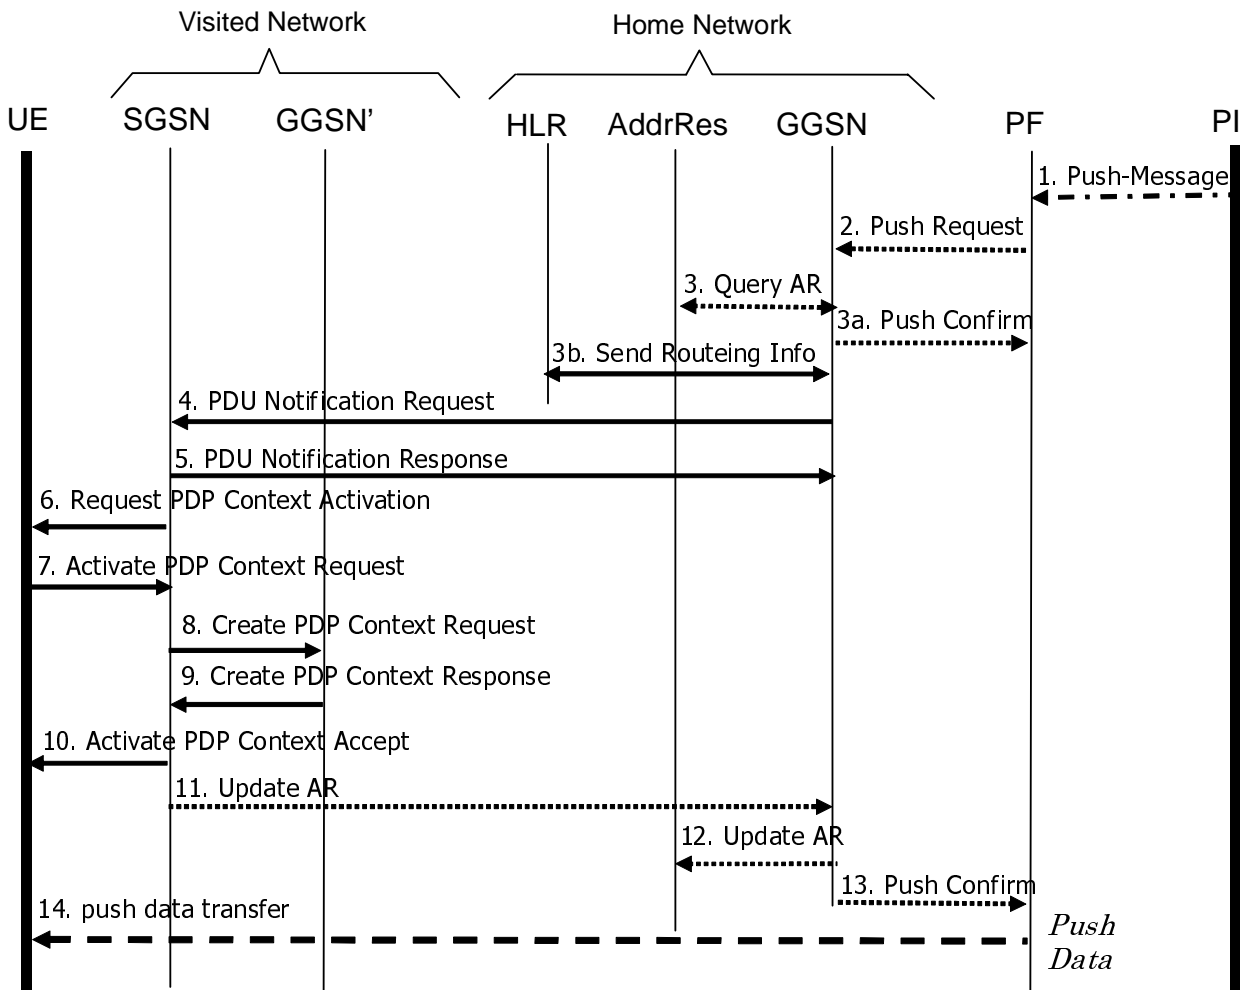 Visited Network
Home Network
UE
SGSN
GGSN’
HLR
AddrRes
GGSN
PF
PI
1. Push-Message
2. Push Request
3. Query AR
3a. Push Confirm
3b. Send Routeing Info
4. PDU Notification Request
5. PDU Notification Response
6. Request PDP Context Activation
7. Activate PDP Context Request
8. Create PDP Context Request
9. Create PDP Context Response
10. Activate PDP Context Accept
11. Update AR
12. Update AR
13. Push Confirm
14. push data transfer
Push
Data